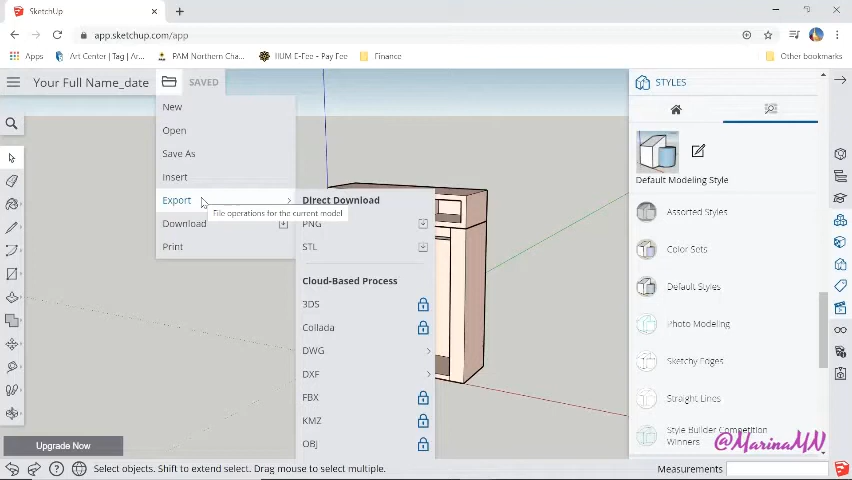 SketchUp
app.sketchup.com/app
Apps
Art Center | Tag | Ar...
PAM Northern Cha...
HUM E-Fee - Pay Fee
Finance
Other bookmarks
Your Full Name_date
SAVED
STYLES
New
Open
Save As
Insert
Export
File operations for the current model
Download
Print
Direct Download
PNG
STL
Cloud-Based Process
3DS
Collada
DWG
DXF
FBX
KMZ
OBJ
Default Modeling Style
Assorted Styles
Color Sets
Default Styles
Photo Modeling
Sketchy Edges
Straight Lines
Style Builder Competition
Winners
@MarinaMN
Upgrade Now
Select objects. Shift to extend select. Drag mouse to select multiple.
Measurements